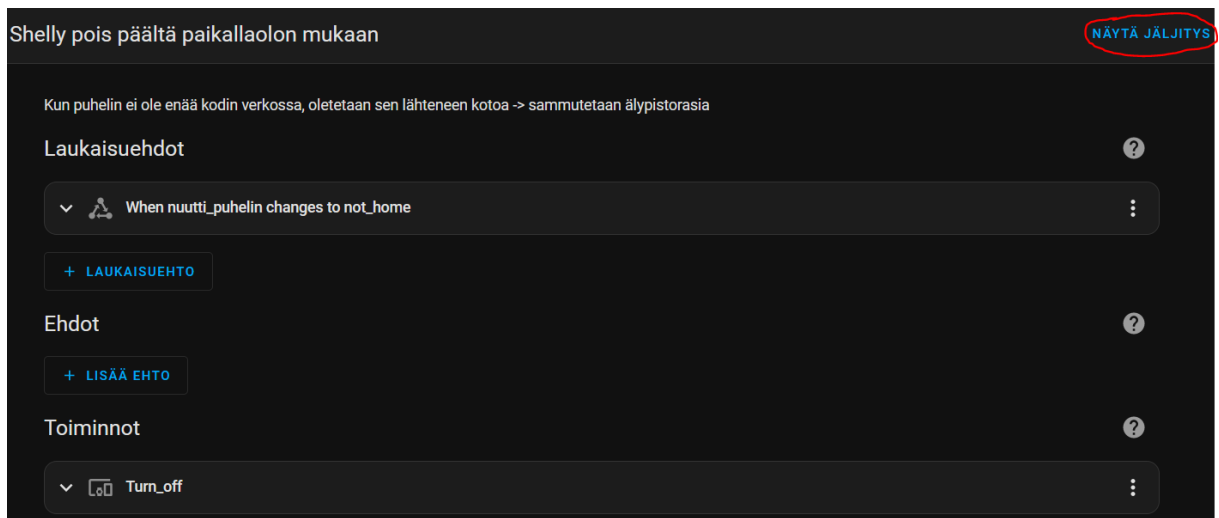 Shelly pois päältä paikallaolon mukaan
NÄYTÄ JÄLJITYS
Kun puhelin ei ole enää kodin verkossa, oletetaan sen lähteneen kotoa -> sammutetaan älypistorasia
Laukaisuehdot
When nuutti_puhelin changes to not_home
+ LAUKAISUEHTO
Ehdot
+ LISÄÄ EHTO
Toiminnot
Turn_off